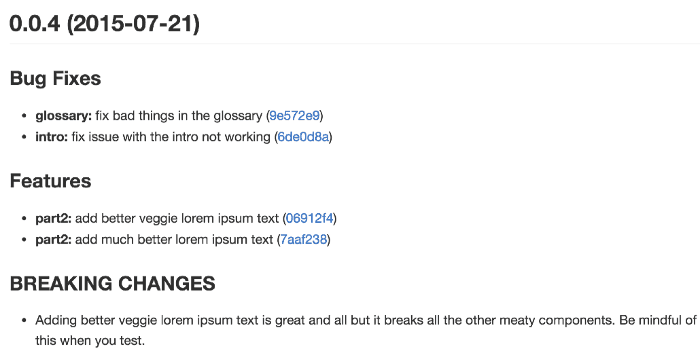 0.0.4 (2015-07-21)
Bug Fixes
• glossary: fix bad things in the glossary (9e572e9)
• intro: fix issue with the intro not working (6de0d8a)
Features
• part2: add better veggie lorem ipsum text (06912f4)
• part2: add much better lorem ipsum text (7aaf238)
BREAKING CHANGES
• Adding better veggie lorem ipsum text is great and all but it breaks all the other meaty components. Be mindful of
this when you test.